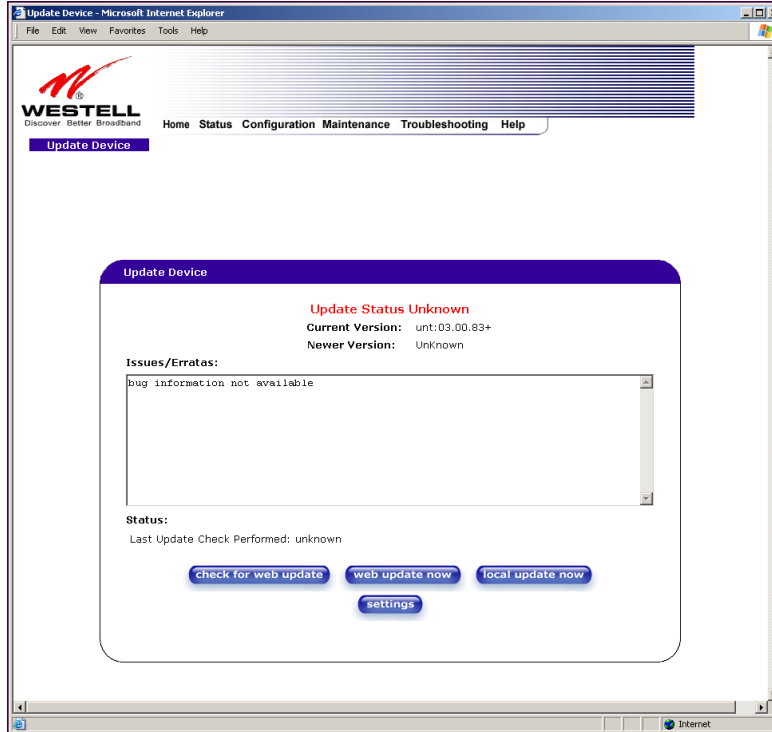 Update Device - Microsoft Internet Explorer
File Edit View Favorites Tools Help
®
WESTELL
Discover Better Broadband
Home Status Configuration Maintenance Troubleshooting Help
Update Device
Update Device
Update Status Unknown
Current Version: unt:03.00.83+
Newer Version: UnKnown
Issues/Erratas:
bug information not available
Status:
Last Update Check Performed: unknown
check for web update web update now local update now
settings
Internet